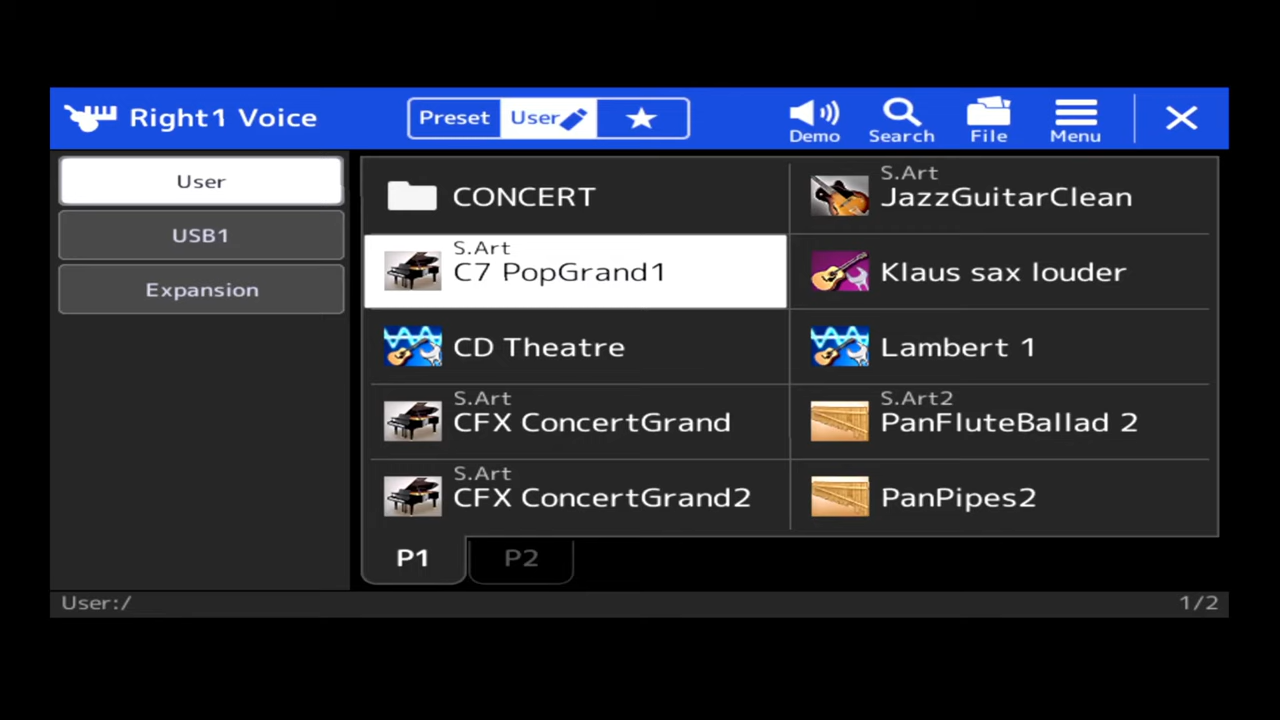 Right1 Voice
Preset
User
Demo
Search
File
Menu
User
USB1
Expansion
CONCERT
S.Art
C7 PopGrand1
CD Theatre
S.Art
CFX ConcertGrand
S.Art
CFX ConcertGrand2
S.Art
JazzGuitarClean
Klaus sax louder
Lambert 1
S.Art2
PanFluteBallad 2
PanPipes2
P1
P2
User:/
1/2